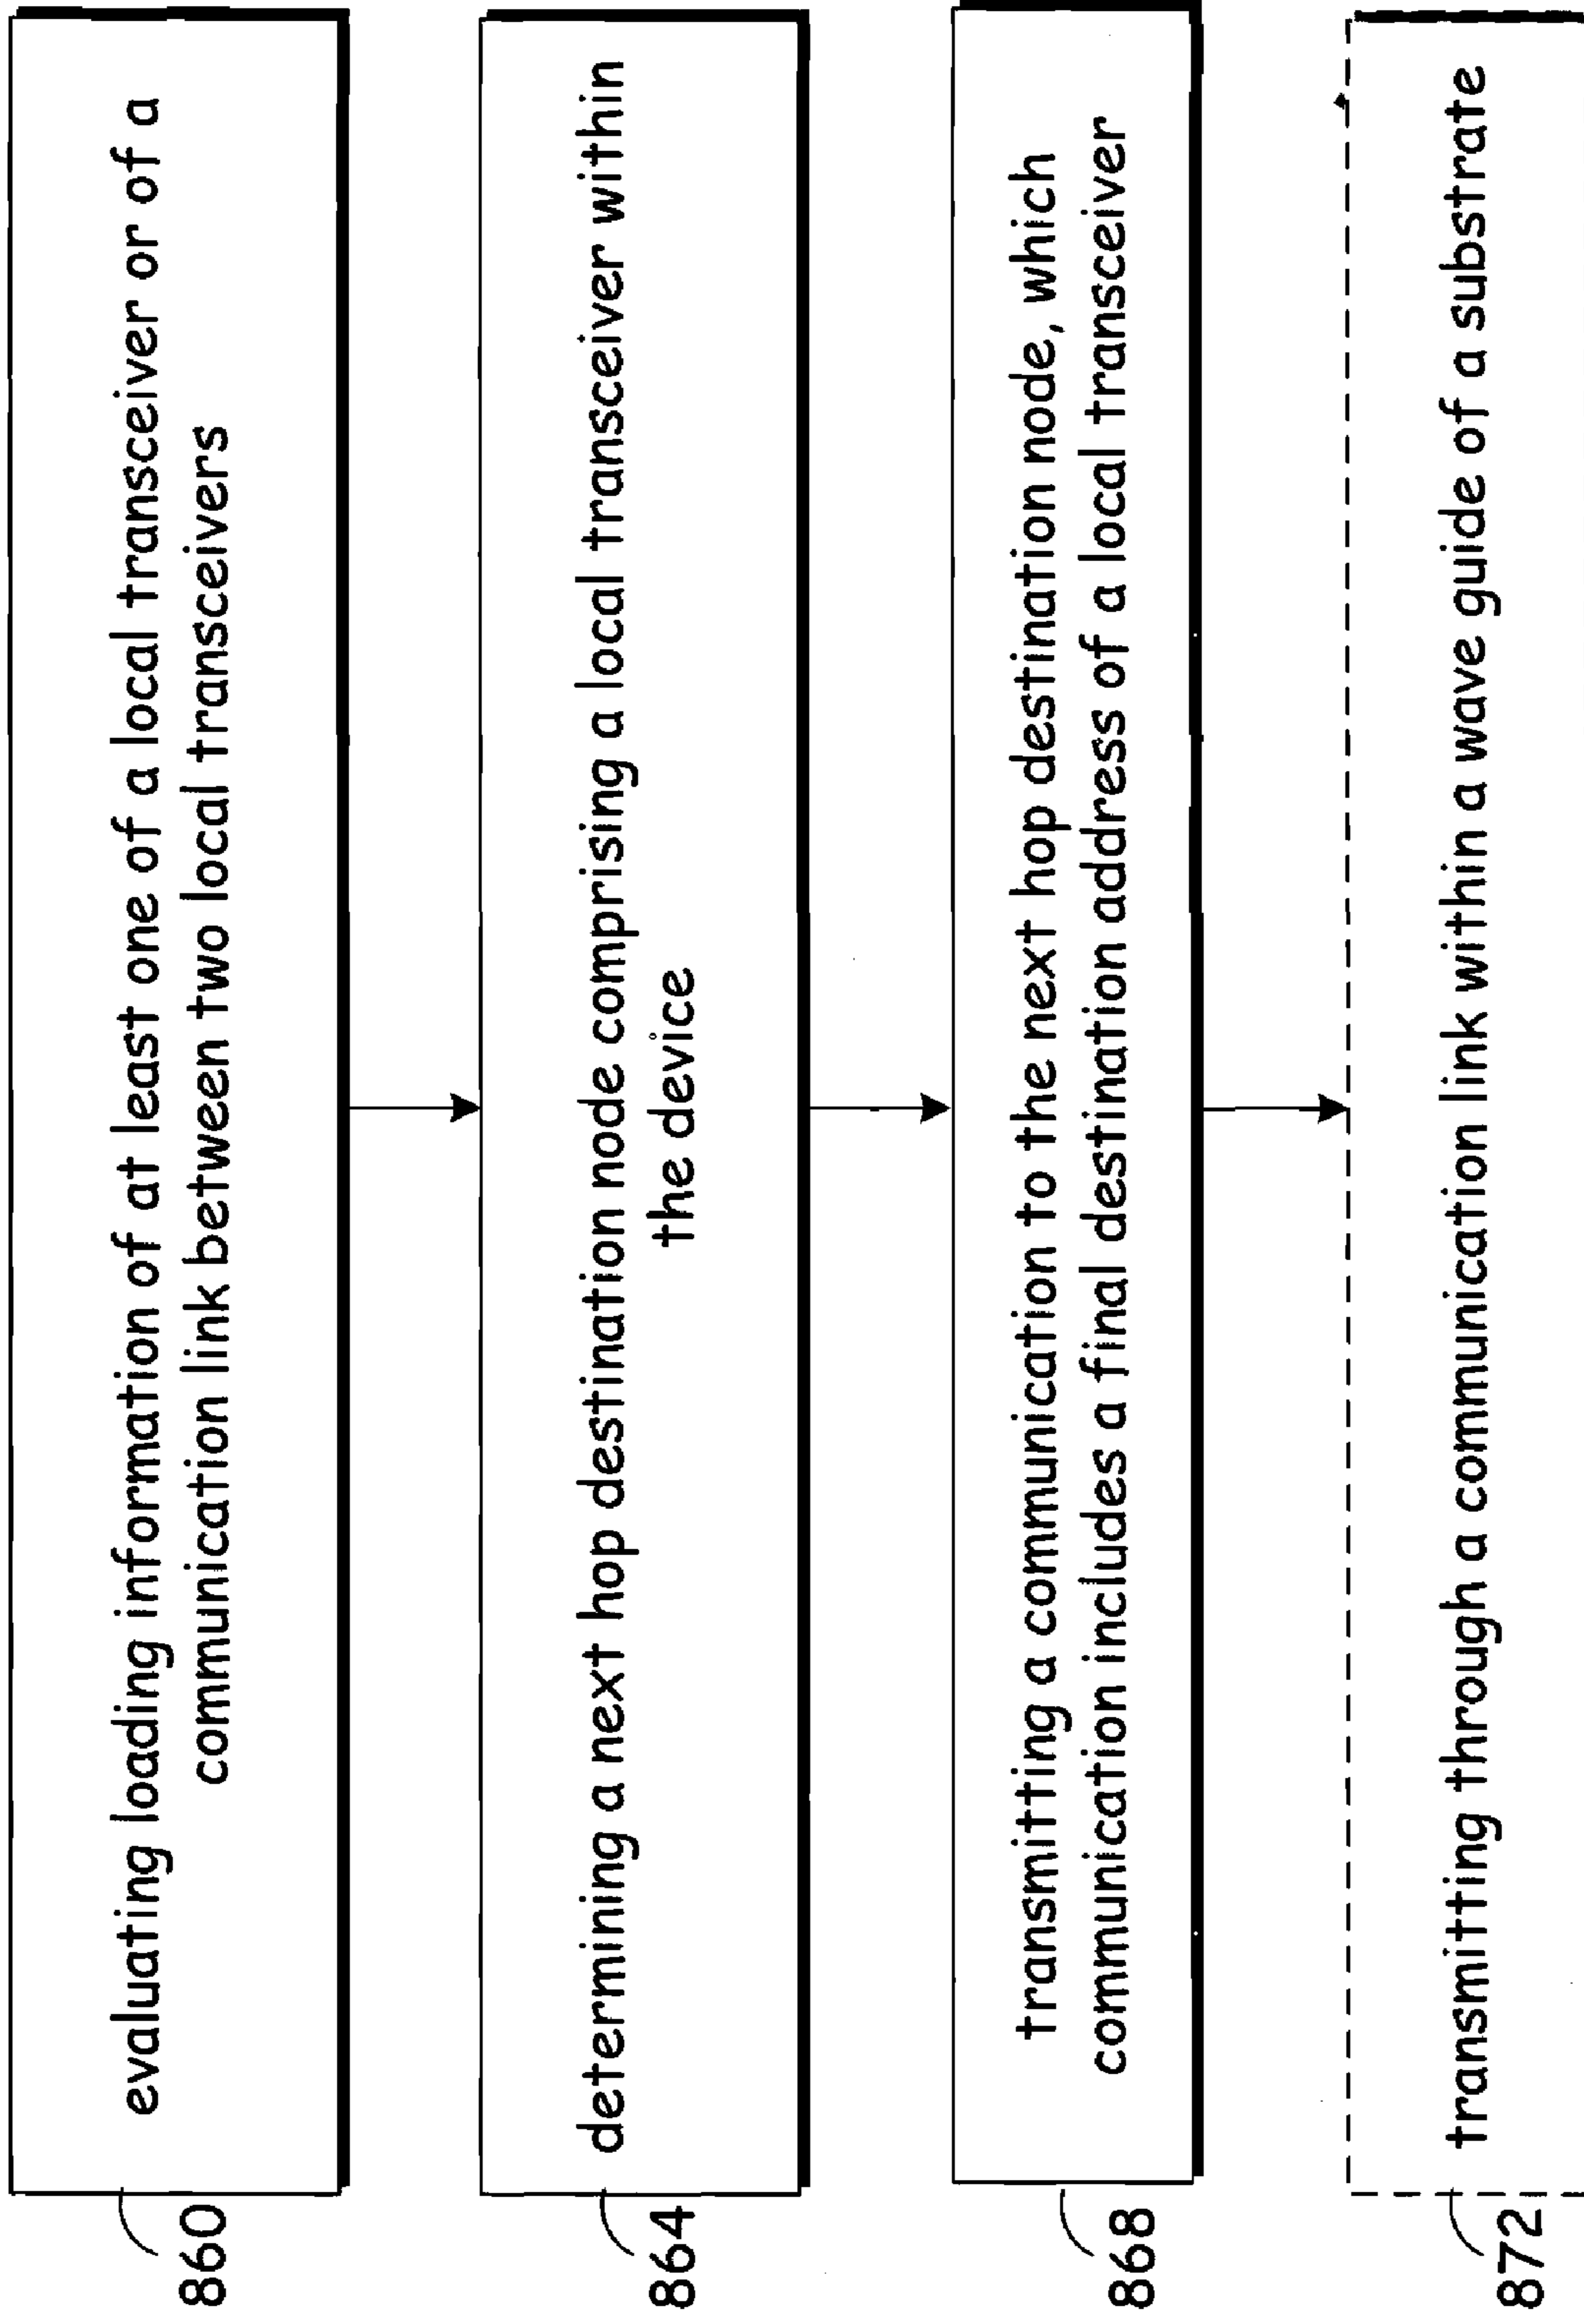 860
evaluating loading information of at least one of a local transceiver or of a
communication link between two local transceivers
864
determining a next hop destination node comprising a local transceiver within
the device
868
transmitting a communication to the next hop destination node, which
communication includes a final destination address of a local transceiver
872
transmitting through a communication link within a wave guide of a substrate